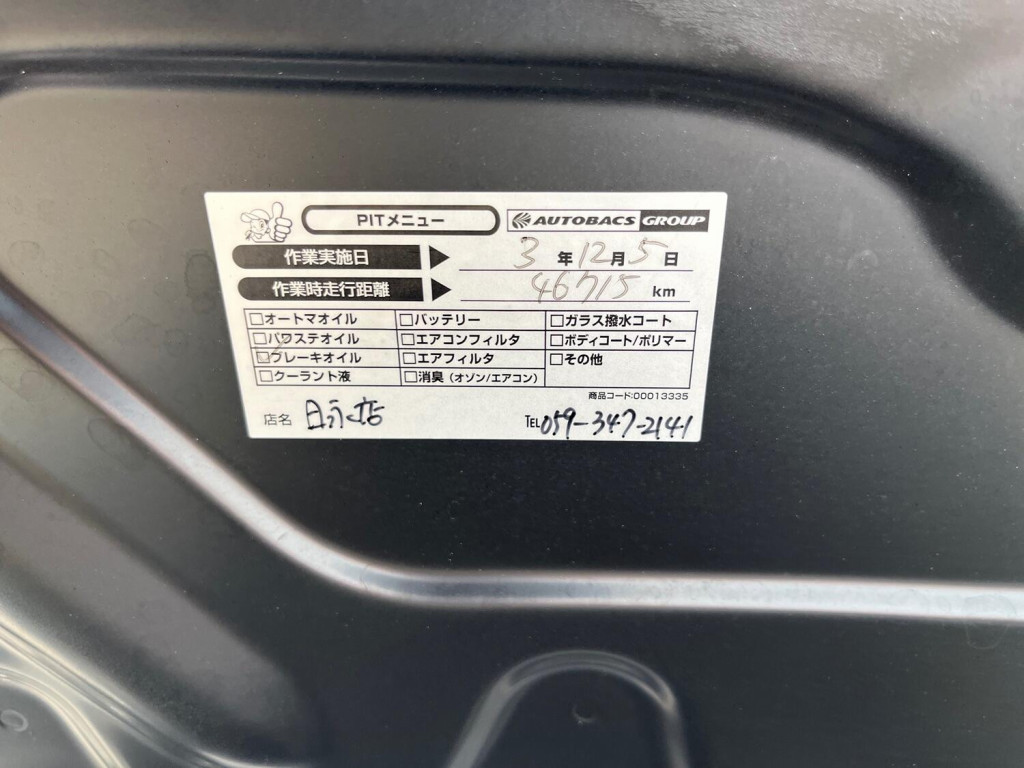 PITメニュー AUTOBACS GROUP
作業実施日 3年12月5日
作業時走行距離 46715 km
□オートマオイル □バッテリー □ガラス撥水コート
□パワステオイル □エアコンフィルタ □ボディコート/ポリマー
☑ブレーキオイル □エアフィルタ □その他
□クーラント液 □消臭（オゾン/エアコン）
商品コード:00013335
店名 日永店 TEL 059-347-2141